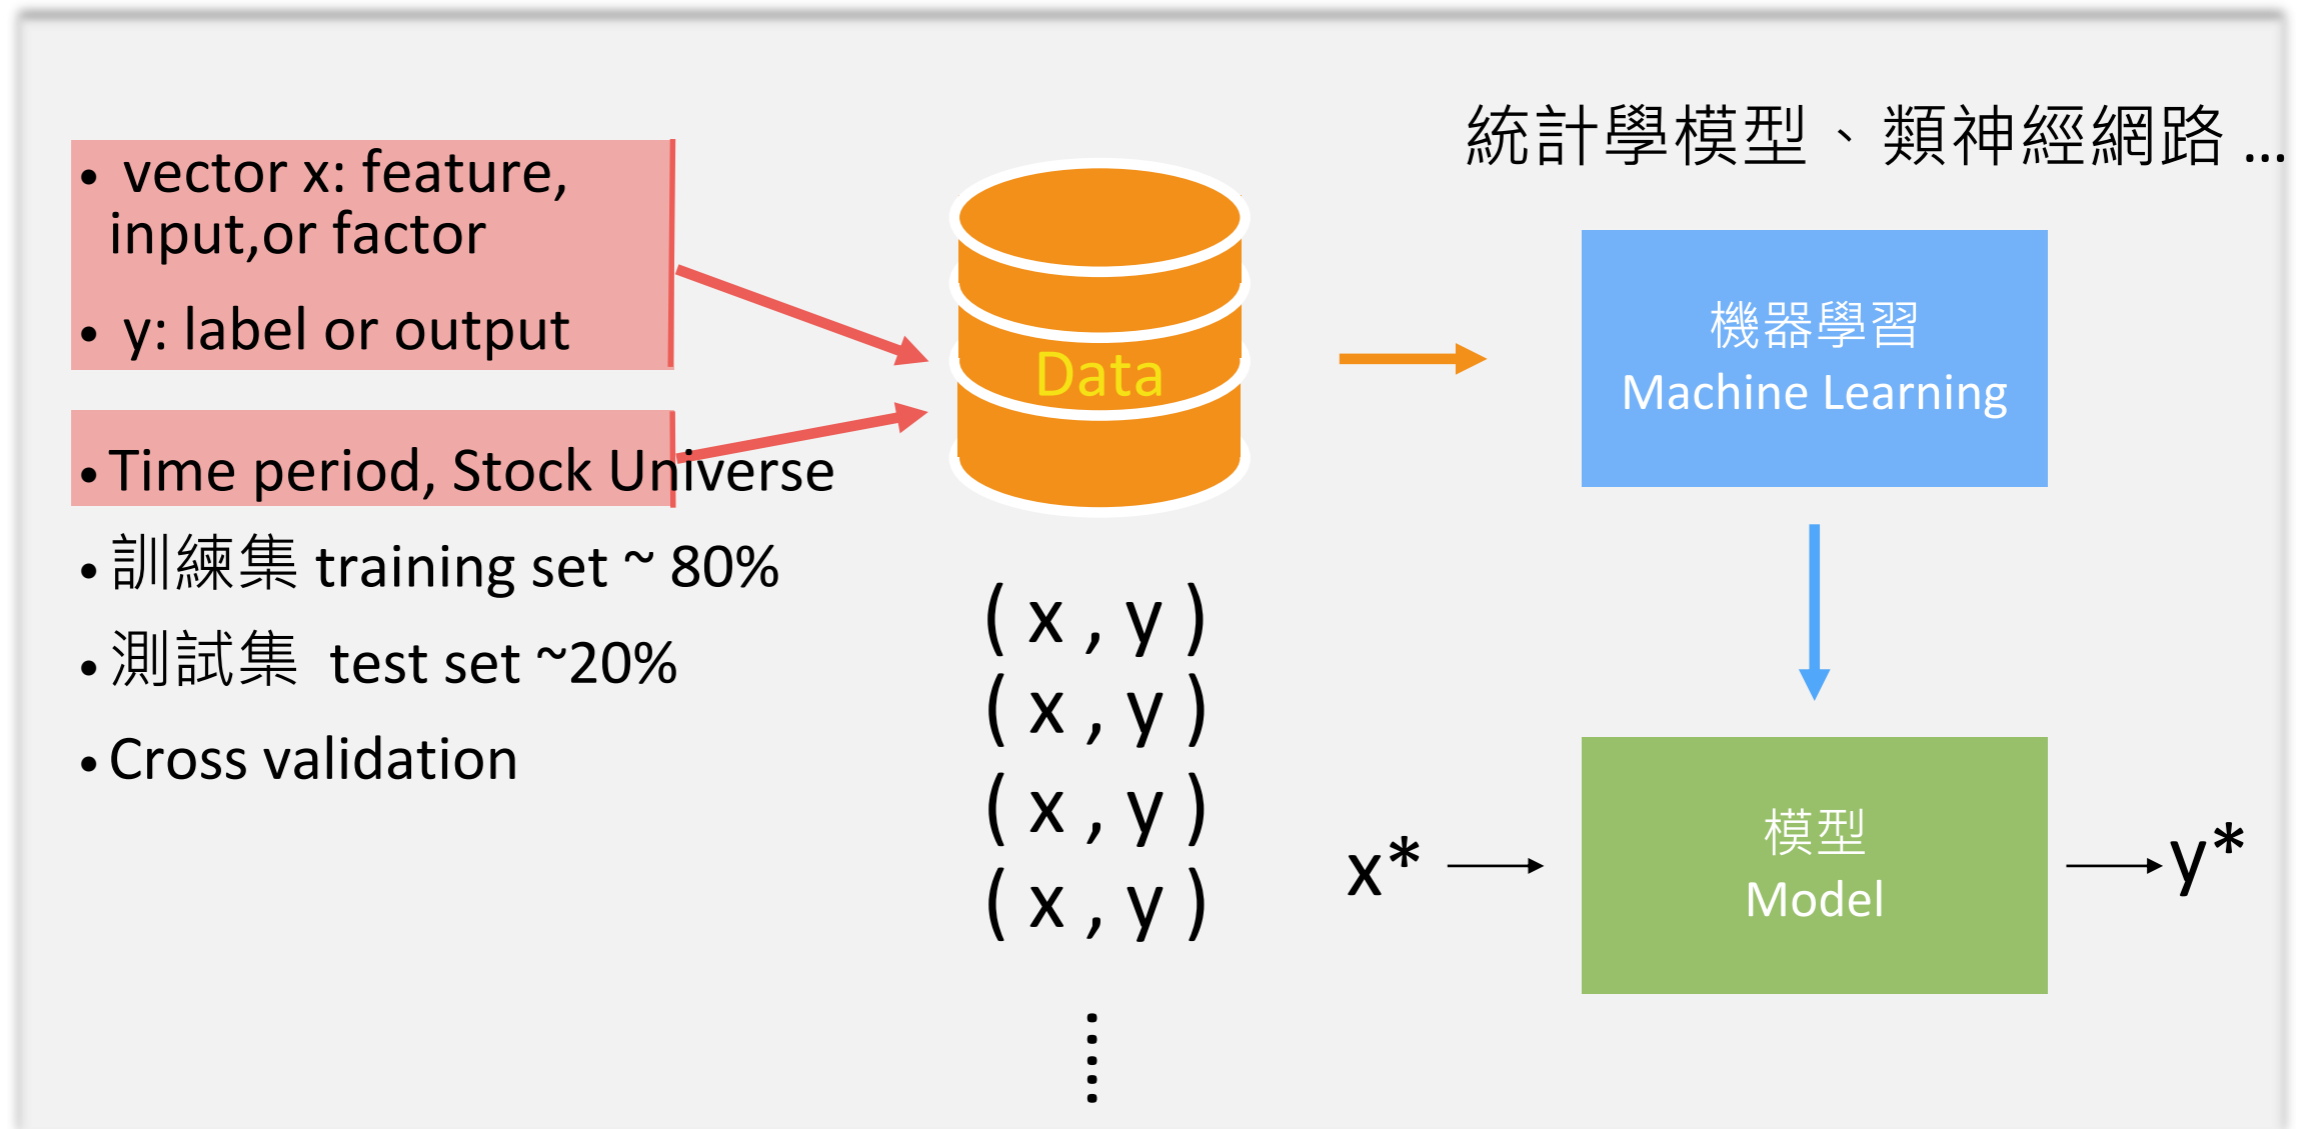 • vector x: feature,
input,or factor
• y: label or output
• Time period, Stock Universe
• 訓練集 training set ~ 80%
• 測試集 test set ~20%
• Cross validation
Data
( x , y )
( x , y )
( x , y )
( x , y )
⋮
統計學模型、類神經網路 ...
機器學習
Machine Learning
x*
模型
Model
y*